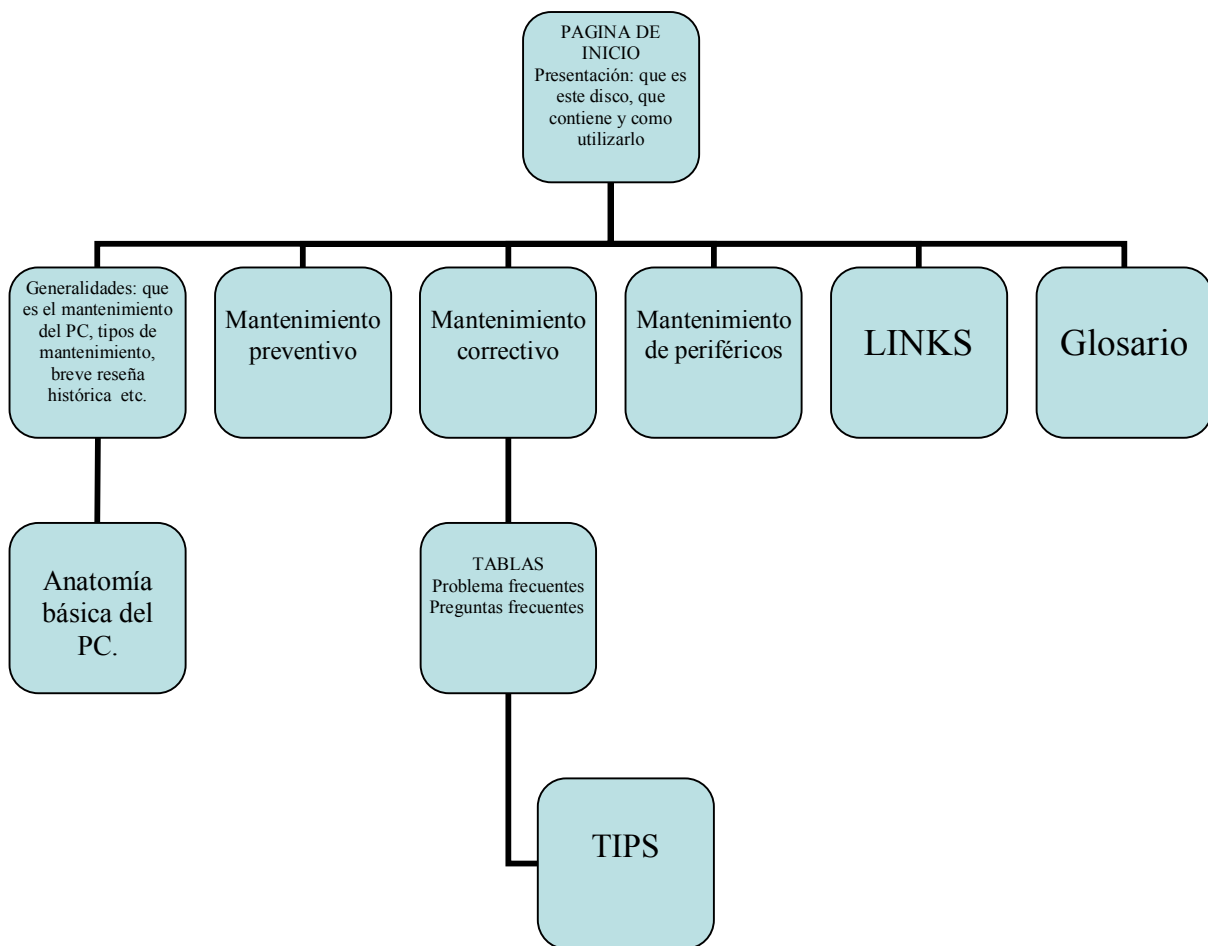 PAGINA DE
INICIO
Presentación: que es
este disco, que
contiene y como
utilizarlo
Generalidades: que
es el mantenimiento
del PC, tipos de
mantenimiento,
breve reseña
histórica etc.
Mantenimiento
preventivo
Mantenimiento
correctivo
Mantenimiento
de periféricos
LINKS
Glosario
Anatomía
básica del
PC.
TABLAS
Problema frecuentes
Preguntas frecuentes
TIPS